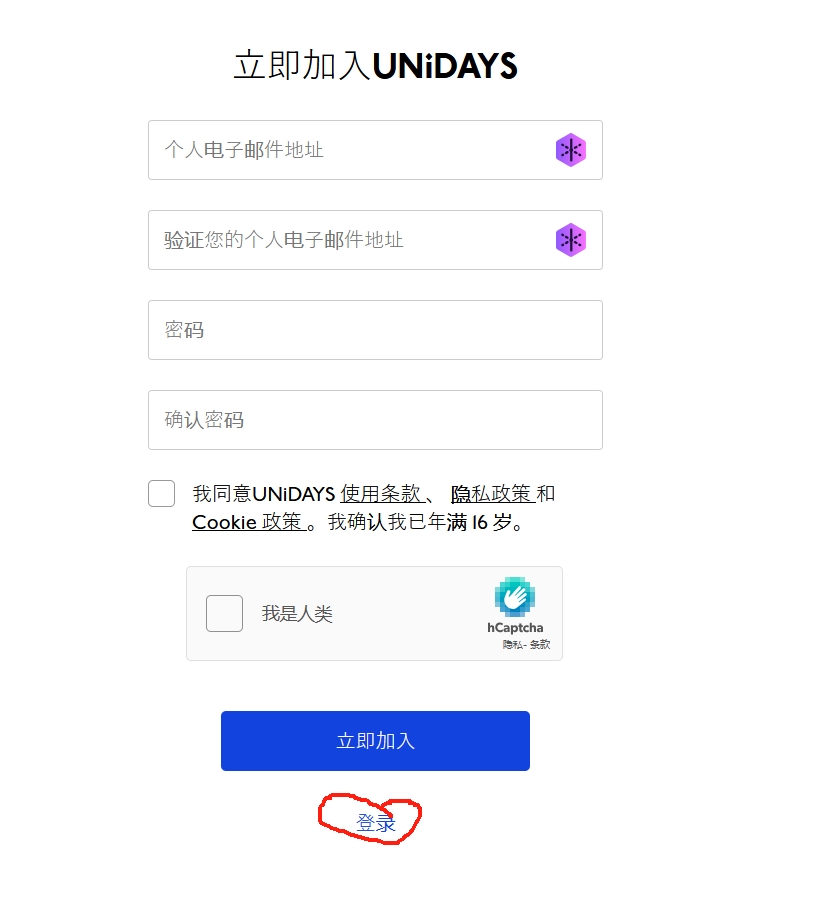 立即加入UNiDAYS
个人电子邮件地址
验证您的个人电子邮件地址
密码
确认密码
我同意UNiDAYS 使用条款 、 隐私政策 和
Cookie 政策 。我确认我已年满 16 岁。
我是人类
hCaptcha
隐私- 条款
立即加入
登录